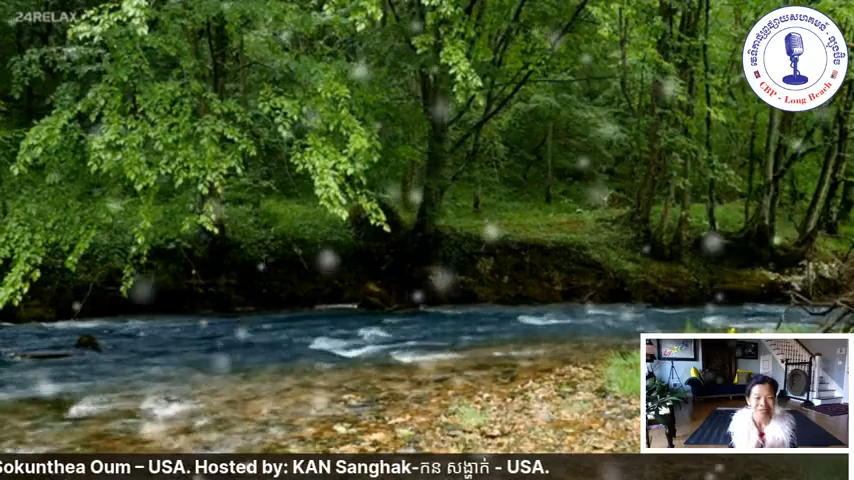 24RELAX
CBP - Long Beach
Sokunthea Oum – USA. Hosted by: KAN Sanghak-កន សង្ហាក់ - USA.